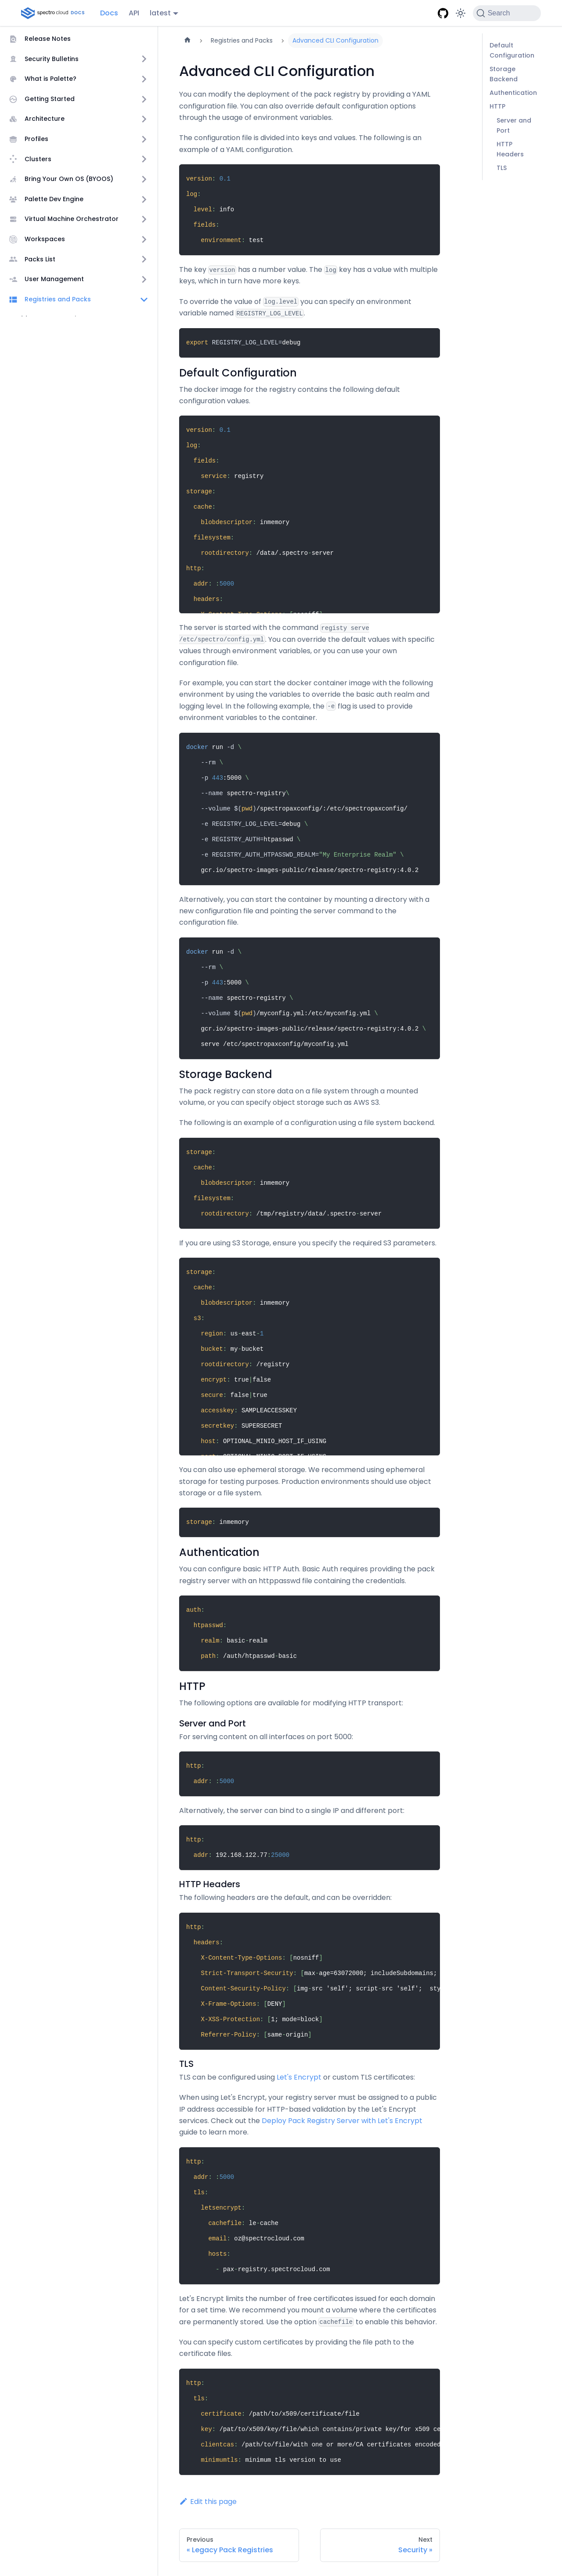 spectro cloud DOCS
Docs
API
latest
Search
Release Notes
Security Bulletins
What is Palette?
Getting Started
Architecture
Profiles
Clusters
Bring Your Own OS (BYOOS)
Palette Dev Engine
Virtual Machine Orchestrator
Workspaces
Packs List
User Management
Registries and Packs
Registries and Packs
Advanced CLI Configuration
Default
Configuration
Storage
Backend
Authentication
HTTP
Server and
Port
HTTP
Headers
TLS
Advanced CLI Configuration
You can modify the deployment of the pack registry by providing a YAML
configuration file. You can also override default configuration options
through the usage of environment variables.
The configuration file is divided into keys and values. The following is an
example of a YAML configuration.
version: 0.1
log:
  level: info
  fields:
    environment: test
The key version has a number value. The log key has a value with multiple
keys, which in turn have more keys.
To override the value of log.level you can specify an environment
variable named REGISTRY_LOG_LEVEL.
export REGISTRY_LOG_LEVEL=debug
Default Configuration
The docker image for the registry contains the following default
configuration values.
version: 0.1
log:
  fields:
    service: registry
storage:
  cache:
    blobdescriptor: inmemory
  filesystem:
    rootdirectory: /data/.spectro-server
http:
  addr: :5000
  headers:
    X-Content-Type-Options: [nosniff]
The server is started with the command registy serve
/etc/spectro/config.yml. You can override the default values with specific
values through environment variables, or you can use your own
configuration file.
For example, you can start the docker container image with the following
environment by using the variables to override the basic auth realm and
logging level. In the following example, the -e flag is used to provide
environment variables to the container.
docker run -d \
    --rm \
    -p 443:5000 \
    --name spectro-registry\
    --volume $(pwd)/spectropaxconfig/:/etc/spectropaxconfig/
    -e REGISTRY_LOG_LEVEL=debug \
    -e REGISTRY_AUTH=htpasswd \
    -e REGISTRY_AUTH_HTPASSWD_REALM="My Enterprise Realm" \
    gcr.io/spectro-images-public/release/spectro-registry:4.0.2
Alternatively, you can start the container by mounting a directory with a
new configuration file and pointing the server command to the
configuration file.
docker run -d \
    --rm \
    -p 443:5000 \
    --name spectro-registry \
    --volume $(pwd)/myconfig.yml:/etc/myconfig.yml \
    gcr.io/spectro-images-public/release/spectro-registry:4.0.2 \
    serve /etc/spectropaxconfig/myconfig.yml
Storage Backend
The pack registry can store data on a file system through a mounted
volume, or you can specify object storage such as AWS S3.
The following is an example of a configuration using a file system backend.
storage:
  cache:
    blobdescriptor: inmemory
  filesystem:
    rootdirectory: /tmp/registry/data/.spectro-server
If you are using S3 Storage, ensure you specify the required S3 parameters.
storage:
  cache:
    blobdescriptor: inmemory
  s3:
    region: us-east-1
    bucket: my-bucket
    rootdirectory: /registry
    encrypt: true|false
    secure: false|true
    accesskey: SAMPLEACCESSKEY
    secretkey: SUPERSECRET
    host: OPTIONAL_MINIO_HOST_IF_USING
You can also use ephemeral storage. We recommend using ephemeral
storage for testing purposes. Production environments should use object
storage or a file system.
storage: inmemory
Authentication
You can configure basic HTTP Auth. Basic Auth requires providing the pack
registry server with an httppasswd file containing the credentials.
auth:
  htpasswd:
    realm: basic-realm
    path: /auth/htpasswd-basic
HTTP
The following options are available for modifying HTTP transport:
Server and Port
For serving content on all interfaces on port 5000:
http:
  addr: :5000
Alternatively, the server can bind to a single IP and different port:
http:
  addr: 192.168.122.77:25000
HTTP Headers
The following headers are the default, and can be overridden:
http:
  headers:
    X-Content-Type-Options: [nosniff]
    Strict-Transport-Security: [max-age=63072000; includeSubdomains;
    Content-Security-Policy: [img-src 'self'; script-src 'self';  sty
    X-Frame-Options: [DENY]
    X-XSS-Protection: [1; mode=block]
    Referrer-Policy: [same-origin]
TLS
TLS can be configured using Let's Encrypt or custom TLS certificates:
When using Let's Encrypt, your registry server must be assigned to a public
IP address accessible for HTTP-based validation by the Let's Encrypt
services. Check out the Deploy Pack Registry Server with Let's Encrypt
guide to learn more.
http:
  addr: :5000
  tls:
    letsencrypt:
      cachefile: le-cache
      email: oz@spectrocloud.com
      hosts:
        - pax-registry.spectrocloud.com
Let's Encrypt limits the number of free certificates issued for each domain
for a set time. We recommend you mount a volume where the certificates
are permanently stored. Use the option cachefile to enable this behavior.
You can specify custom certificates by providing the file path to the
certificate files.
http:
  tls:
    certificate: /path/to/x509/certificate/file
    key: /pat/to/x509/key/file/which contains/private key/for x509 ce
    clientcas: /path/to/file/with one or more/CA certificates encoded
    minimumtls: minimum tls version to use
Edit this page
Previous
« Legacy Pack Registries
Next
Security »